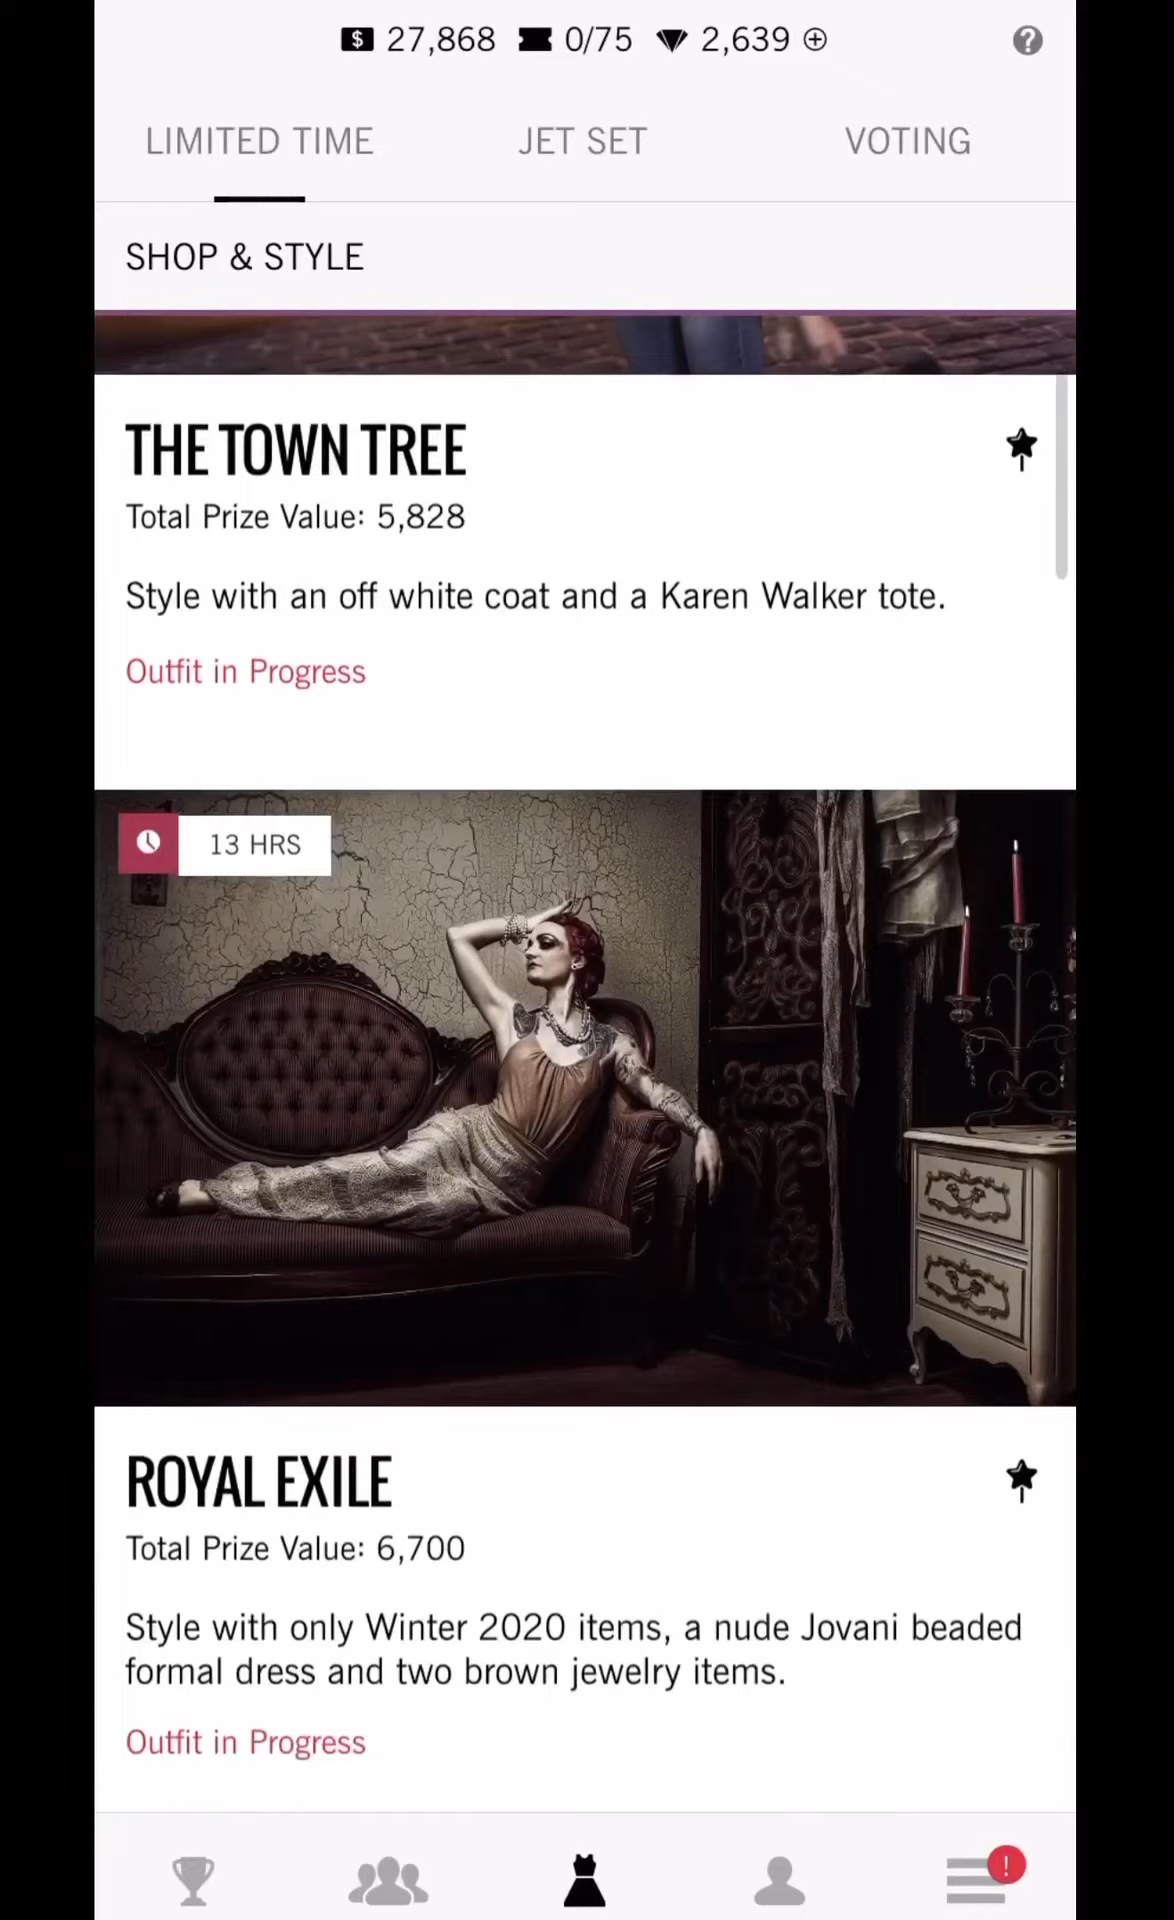 $ 27,868 0/75 2,639 ?
LIMITED TIME JET SET VOTING
SHOP & STYLE
THE TOWN TREE
Total Prize Value: 5,828
Style with an off white coat and a Karen Walker tote.
Outfit in Progress
13 HRS
ROYAL EXILE
Total Prize Value: 6,700
Style with only Winter 2020 items, a nude Jovani beaded
formal dress and two brown jewelry items.
Outfit in Progress
!